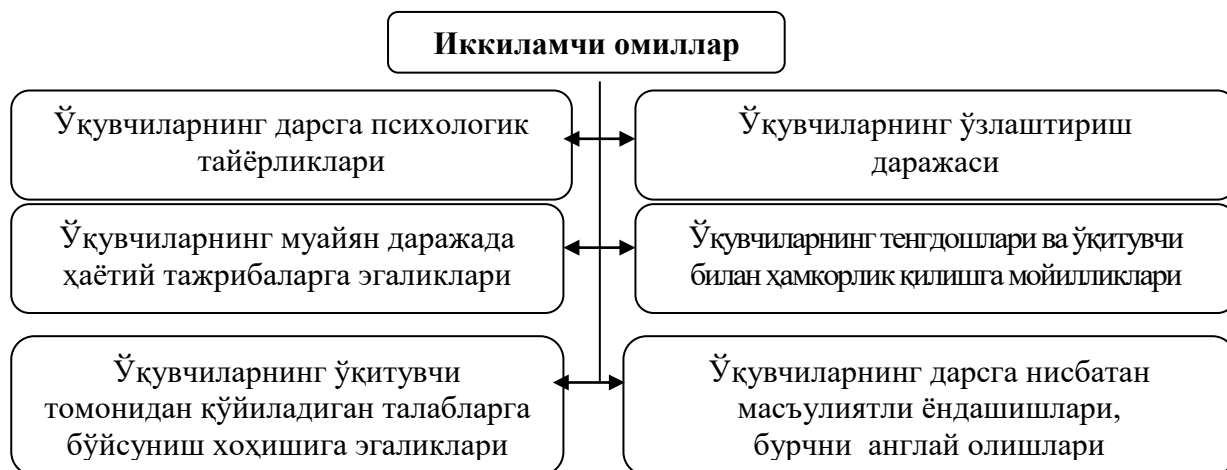 Иккиламчи омиллар
Ўқувчиларнинг дарсга психологик
тайёрликлари
Ўқувчиларнинг ўзлаштириш
даражаси
Ўқувчиларнинг муайян даражада
ҳаётий тажрибаларга эгаликлари
Ўқувчиларнинг тенгдошлари ва ўқитувчи
билан ҳамкорлик қилишга мойилликлари
Ўқувчиларнинг ўқитувчи
томонидан қўйиладиган талабларга
бўйсуниш хоҳишига эгаликлари
Ўқувчиларнинг дарсга нисбатан
масъулиятли ёндашишлари,
бурчни англай олишлари